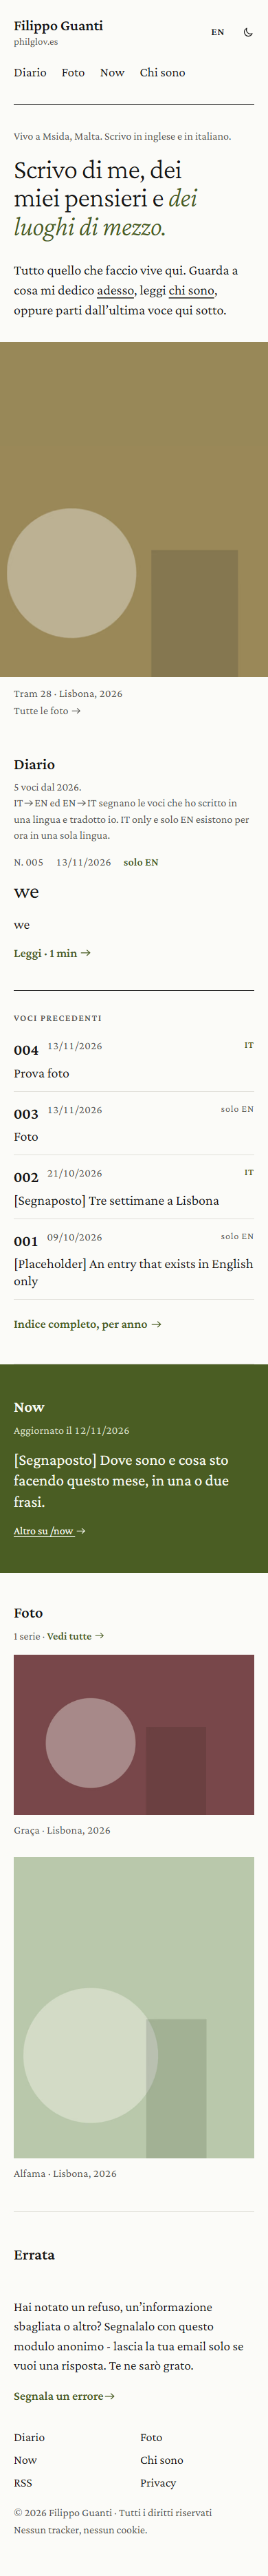 Filippo Guanti
philglov.es
EN
Diario Foto Now Chi sono
Vivo a Msida, Malta. Scrivo in inglese e in italiano.
Scrivo di me, dei
miei pensieri e dei
luoghi di mezzo.
Tutto quello che faccio vive qui. Guarda a
cosa mi dedico adesso, leggi chi sono,
oppure parti dall’ultima voce qui sotto.
Tram 28 · Lisbona, 2026
Tutte le foto →
Diario
5 voci dal 2026.
IT→EN ed EN→IT segnano le voci che ho scritto in
una lingua e tradotto io. IT only e solo EN esistono per
ora in una sola lingua.
N. 005 13/11/2026 solo EN
we
we
Leggi · 1 min →
VOCI PRECEDENTI
004 13/11/2026 IT
Prova foto
003 13/11/2026 solo EN
Foto
002 21/10/2026 IT
[Segnaposto] Tre settimane a Lisbona
001 09/10/2026 solo EN
[Placeholder] An entry that exists in English
only
Indice completo, per anno →
Now
Aggiornato il 12/11/2026
[Segnaposto] Dove sono e cosa sto
facendo questo mese, in una o due
frasi.
Altro su /now →
Foto
1 serie · Vedi tutte →
Graça · Lisbona, 2026
Alfama · Lisbona, 2026
Errata
Hai notato un refuso, un’informazione
sbagliata o altro? Segnalalo con questo
modulo anonimo - lascia la tua email solo se
vuoi una risposta. Te ne sarò grato.
Segnala un errore→
Diario Foto
Now Chi sono
RSS Privacy
© 2026 Filippo Guanti · Tutti i diritti riservati
Nessun tracker, nessun cookie.